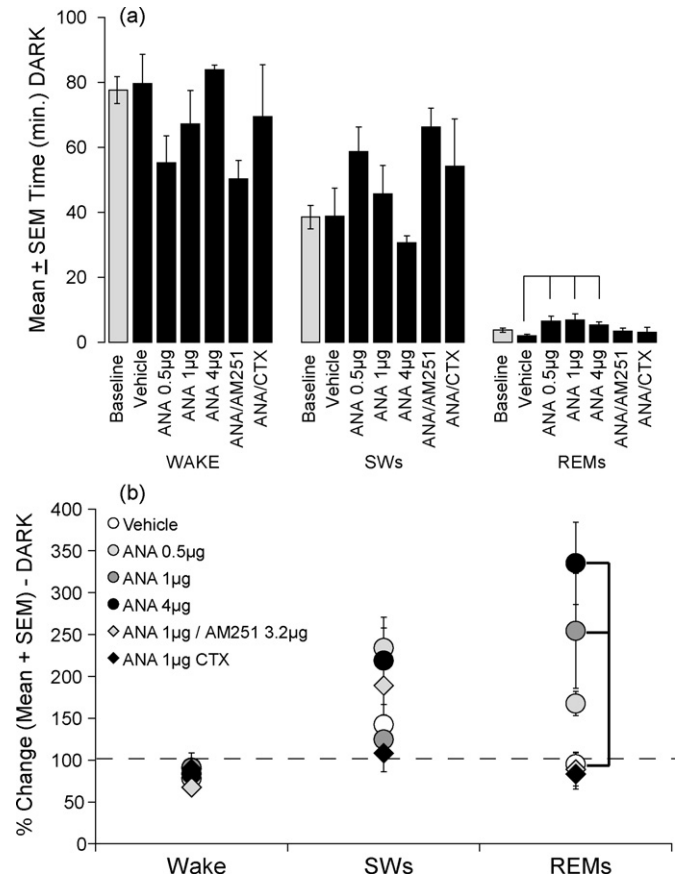 (a)
Mean ± SEM Time (min.) DARK
100
80
60
40
20
0
Baseline
Vehicle
ANA 0.5µg
ANA 1µg
ANA 4µg
ANA/AM251
ANA/CTX
Baseline
Vehicle
ANA 0.5µg
ANA 1µg
ANA 4µg
ANA/AM251
ANA/CTX
Baseline
Vehicle
ANA 0.5µg
ANA 1µg
ANA 4µg
ANA/AM251
ANA/CTX
WAKE
SWs
REMs
(b)
% Change (Mean + SEM) - DARK
400
350
300
250
200
150
100
50
0
Vehicle
ANA 0.5µg
ANA 1µg
ANA 4µg
ANA 1µg / AM251 3.2µg
ANA 1µg CTX
Wake
SWs
REMs